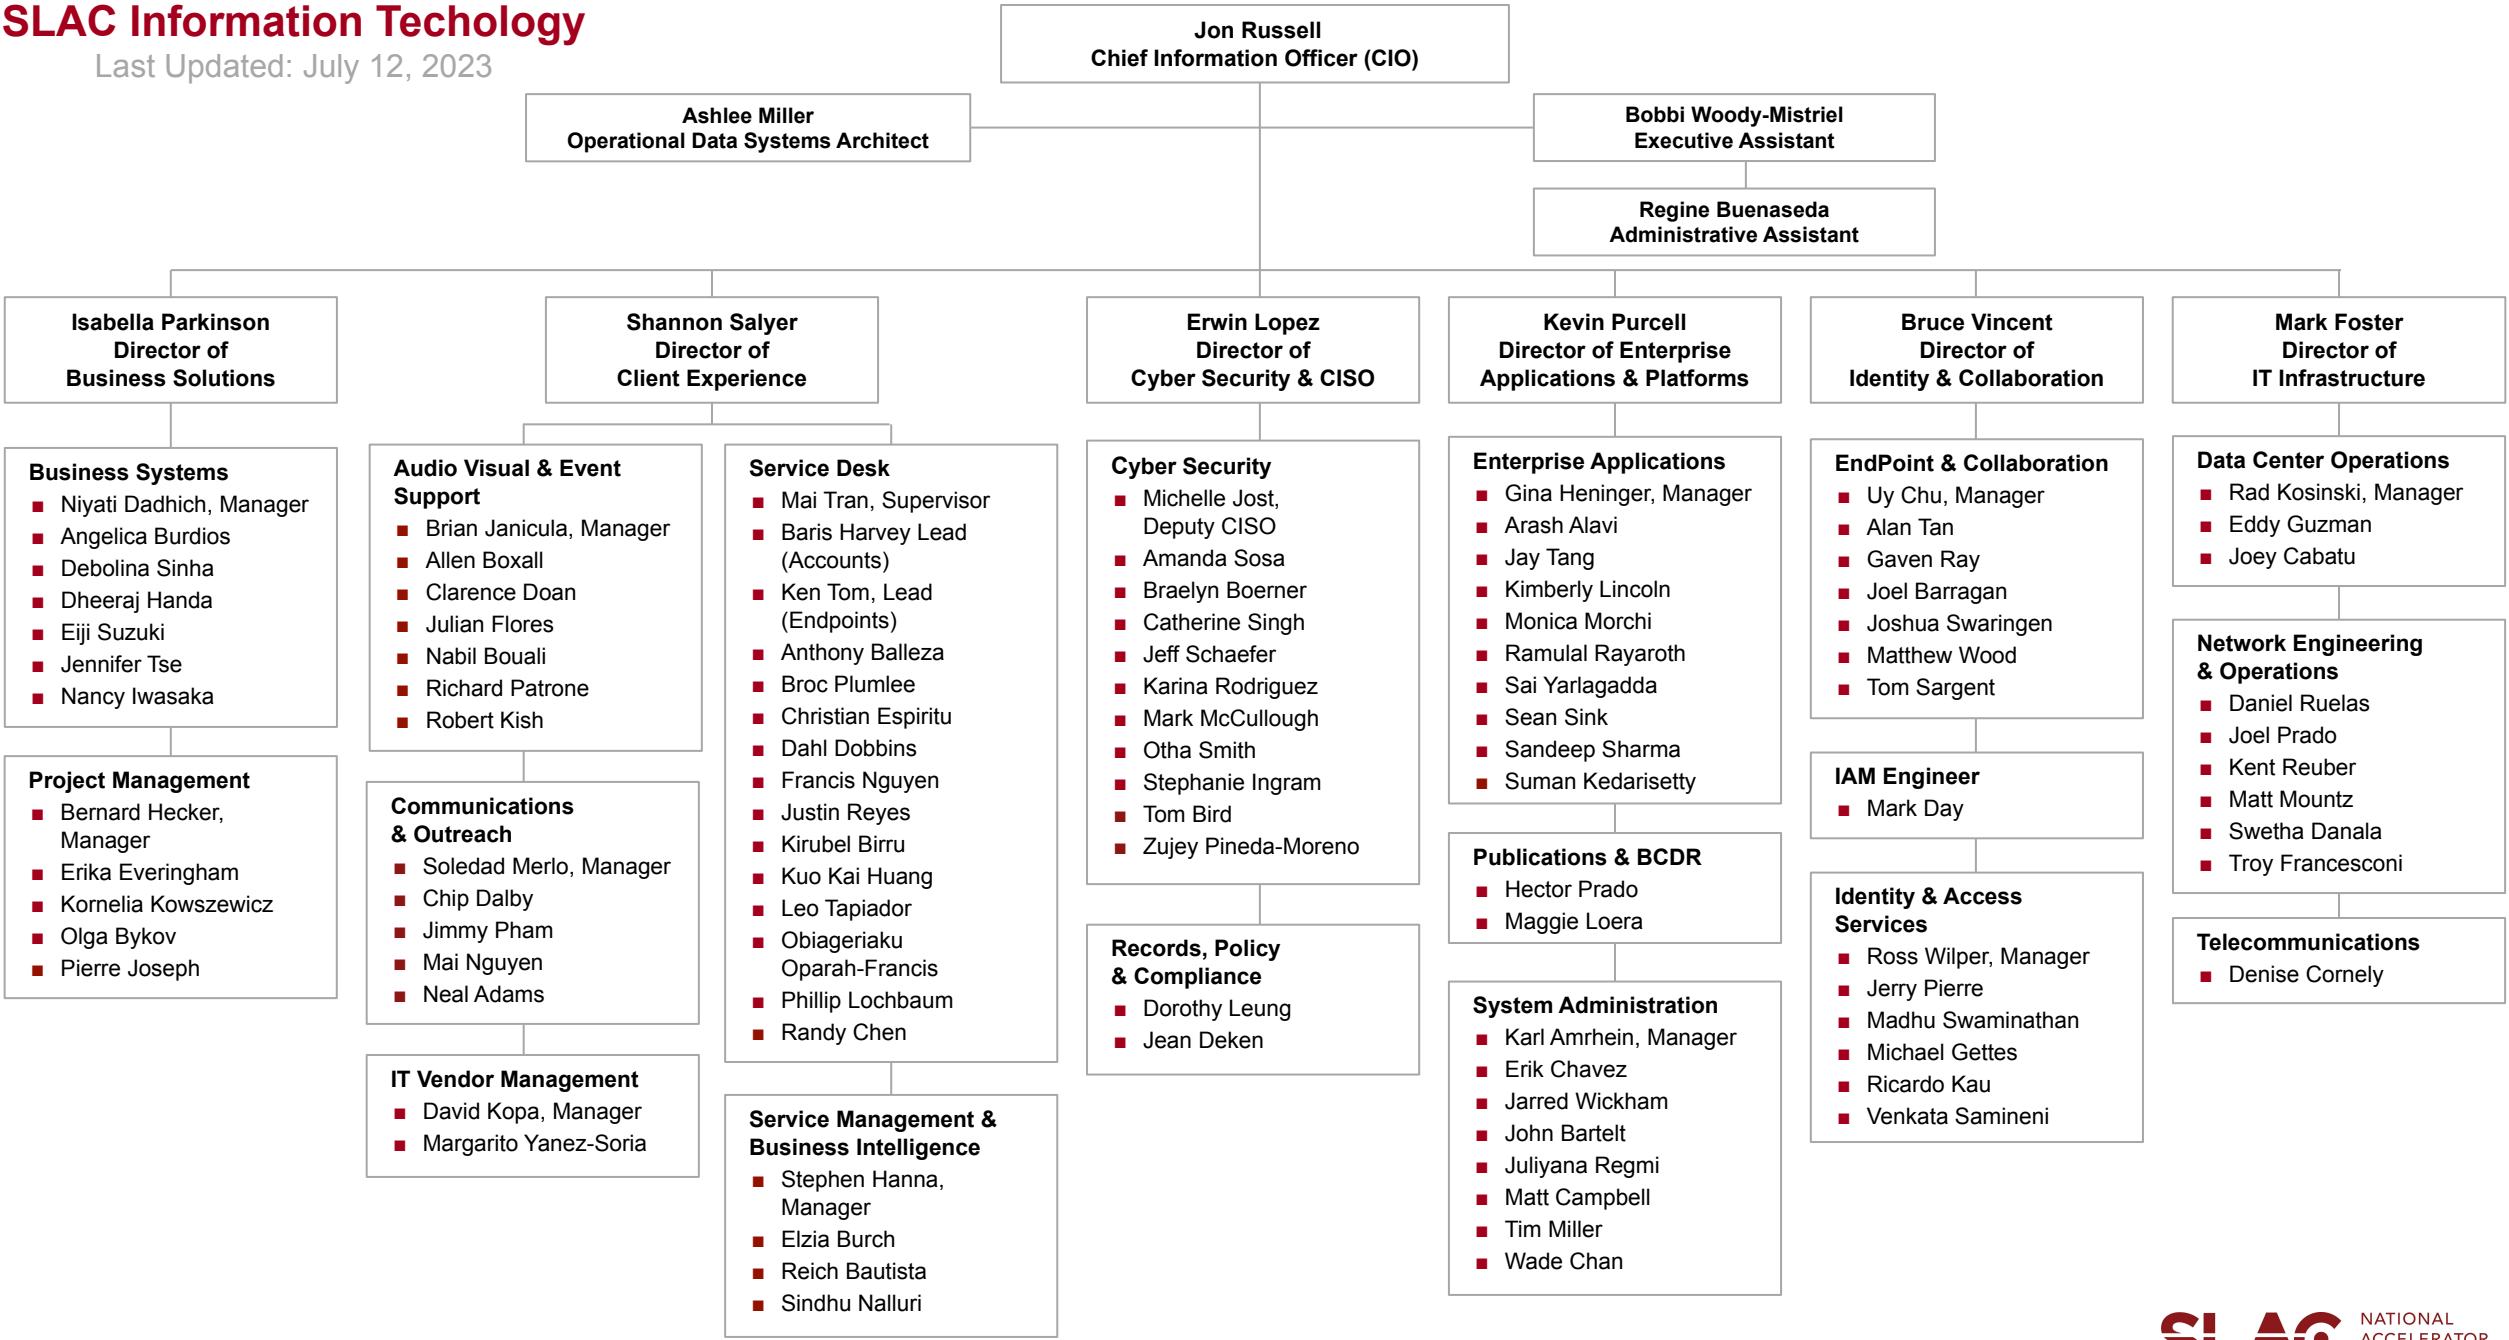 SLAC Information Techology
Last Updated: July 12, 2023
Jon Russell
Chief Information Officer (CIO)
Ashlee Miller
Operational Data Systems Architect
Bobbi Woody-Mistriel
Executive Assistant
Regine Buenaseda
Administrative Assistant
Isabella Parkinson
Director of
Business Solutions
Shannon Salyer
Director of
Client Experience
Erwin Lopez
Director of
Cyber Security & CISO
Kevin Purcell
Director of Enterprise
Applications & Platforms
Bruce Vincent
Director of
Identity & Collaboration
Mark Foster
Director of
IT Infrastructure
Business Systems
Niyati Dadhich, Manager
Angelica Burdios
Debolina Sinha
Dheeraj Handa
Eiji Suzuki
Jennifer Tse
Nancy Iwasaka
Project Management
Bernard Hecker,
Manager
Erika Everingham
Kornelia Kowszewicz
Olga Bykov
Pierre Joseph
Audio Visual & Event
Support
Brian Janicula, Manager
Allen Boxall
Clarence Doan
Julian Flores
Nabil Bouali
Richard Patrone
Robert Kish
Communications
& Outreach
Soledad Merlo, Manager
Chip Dalby
Jimmy Pham
Mai Nguyen
Neal Adams
IT Vendor Management
David Kopa, Manager
Margarito Yanez-Soria
Service Desk
Mai Tran, Supervisor
Baris Harvey Lead
(Accounts)
Ken Tom, Lead
(Endpoints)
Anthony Balleza
Broc Plumlee
Christian Espiritu
Dahl Dobbins
Francis Nguyen
Justin Reyes
Kirubel Birru
Kuo Kai Huang
Leo Tapiador
Obiageriaku
Oparah-Francis
Phillip Lochbaum
Randy Chen
Service Management &
Business Intelligence
Stephen Hanna,
Manager
Elzia Burch
Reich Bautista
Sindhu Nalluri
Cyber Security
Michelle Jost,
Deputy CISO
Amanda Sosa
Braelyn Boerner
Catherine Singh
Jeff Schaefer
Karina Rodriguez
Mark McCullough
Otha Smith
Stephanie Ingram
Tom Bird
Zujey Pineda-Moreno
Records, Policy
& Compliance
Dorothy Leung
Jean Deken
Enterprise Applications
Gina Heninger, Manager
Arash Alavi
Jay Tang
Kimberly Lincoln
Monica Morchi
Ramulal Rayaroth
Sai Yarlagadda
Sean Sink
Sandeep Sharma
Suman Kedarisetty
Publications & BCDR
Hector Prado
Maggie Loera
System Administration
Karl Amrhein, Manager
Erik Chavez
Jarred Wickham
John Bartelt
Juliyana Regmi
Matt Campbell
Tim Miller
Wade Chan
EndPoint & Collaboration
Uy Chu, Manager
Alan Tan
Gaven Ray
Joel Barragan
Joshua Swaringen
Matthew Wood
Tom Sargent
IAM Engineer
Mark Day
Identity & Access
Services
Ross Wilper, Manager
Jerry Pierre
Madhu Swaminathan
Michael Gettes
Ricardo Kau
Venkata Samineni
Data Center Operations
Rad Kosinski, Manager
Eddy Guzman
Joey Cabatu
Network Engineering
& Operations
Daniel Ruelas
Joel Prado
Kent Reuber
Matt Mountz
Swetha Danala
Troy Francesconi
Telecommunications
Denise Cornely
SLAC
NATIONAL
ACCELERATOR